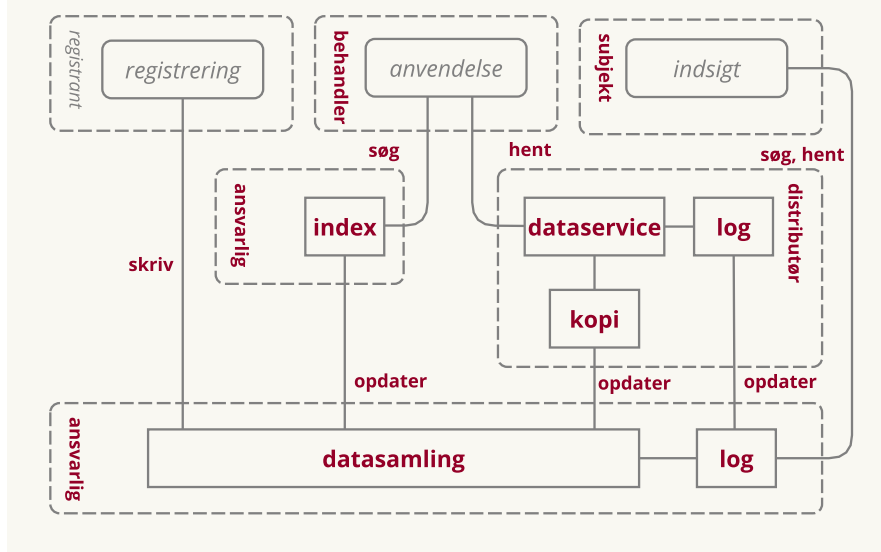 registrant
registrering
behandler
anvendelse
subjekt
indsigt
søg
hent
søg, hent
ansvarlig
index
dataservice
log
distributør
skriv
kopi
opdater
opdater
opdater
ansvarlig
datasamling
log